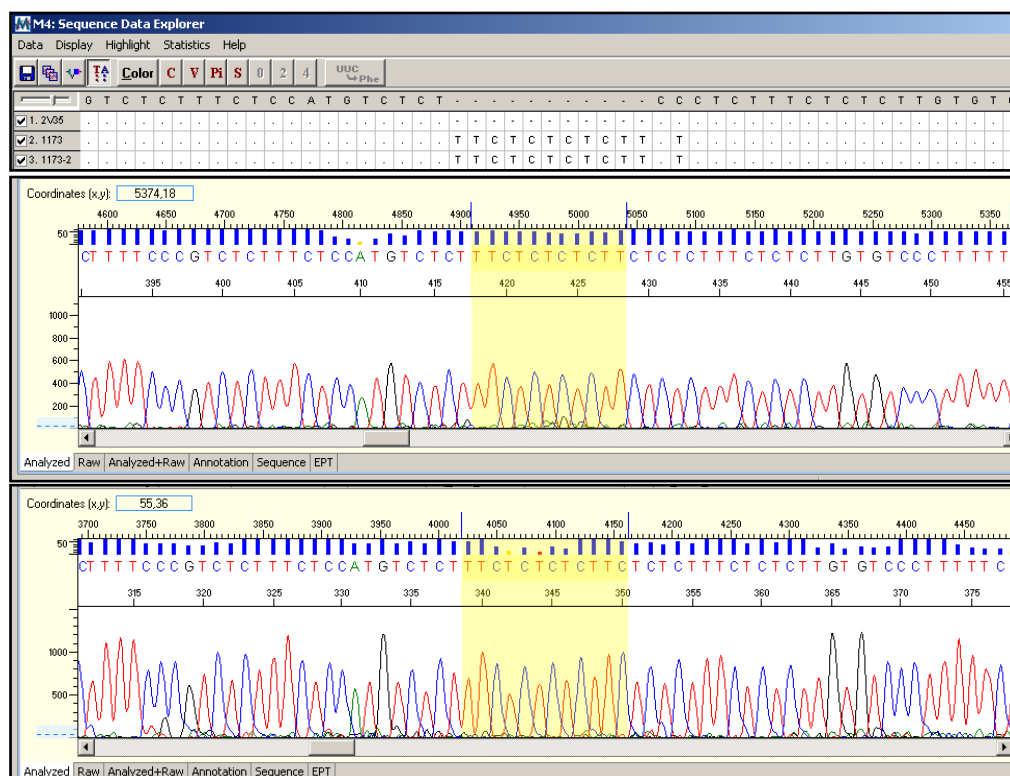 M4: Sequence Data Explorer
Data Display Highlight Statistics Help
TA Color C V Pi S 0 2 4 UUC Phe
G T C T C T T T C T C C A T G T C T C T - - - - - - - - - - - C C C T C T T T C T C T C T T G T G T
1. 2V35 . . . . . . . . . . . . . . . . . . . . - - - - - - - - - - - . . . . . . . . . . . . . . . . . . .
2. 1173 . . . . . . . . . . . . . . . . . . . . T T C T C T C T C T T . T . . . . . . . . . . . . . . . . .
3. 1173-2 . . . . . . . . . . . . . . . . . . . . T T C T C T C T C T T . T . . . . . . . . . . . . . . . . .
Coordinates (x,y): 5374,18
4600 4650 4700 4750 4800 4850 4900 4950 5000 5050 5100 5150 5200 5250 5300 5350
50
CTTTTCCCGTCTCTTTCTCCATGTCTCTTTCTCTCTCTTCTCTCTTTCTCTCTTGTGTCCCTTTTT
395 400 405 410 415 420 425 430 435 440 445 450 455
1000
800
600
400
200
Analyzed Raw Analyzed+Raw Annotation Sequence EPT
Coordinates (x,y): 55,36
3700 3750 3800 3850 3900 3950 4000 4050 4100 4150 4200 4250 4300 4350 4400 4450
50
CTTTTCCCGTCTCTTTCTCCATGTCTCTTTCTCTCTCTTCTCTCTTTCTCTCTTGTGTCCCTTTTTC
315 320 325 330 335 340 345 350 355 360 365 370 375
1000
500
Analyzed Raw Analyzed+Raw Annotation Sequence EPT